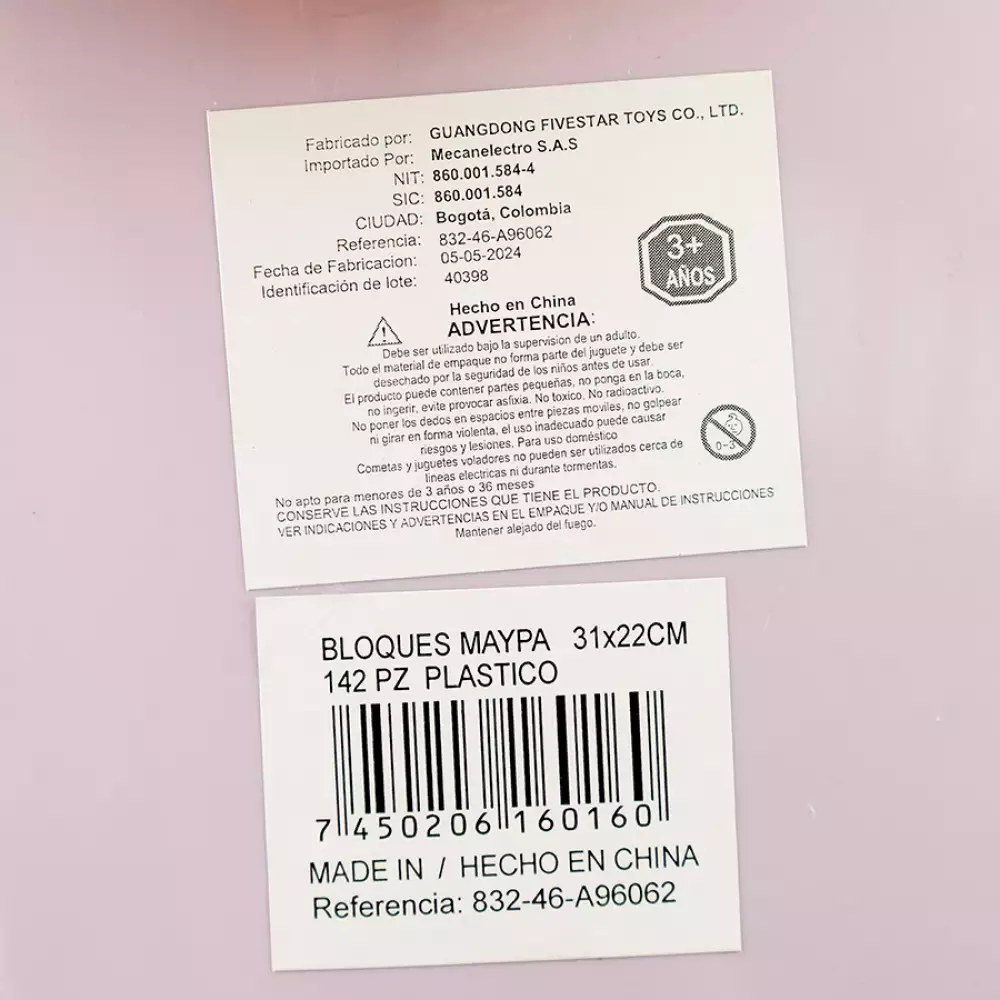 Fabricado por: GUANGDONG FIVESTAR TOYS CO., LTD.
Importado Por: Mecanelectro S.A.S
NIT: 860.001.584-4
SIC: 860.001.584
CIUDAD: Bogotá, Colombia
Referencia: 832-46-A96062
Fecha de Fabricacion: 05-05-2024
Identificación de lote: 40398
3+
AÑOS
Hecho en China
ADVERTENCIA:
Debe ser utilizado bajo la supervision de un adulto.
Todo el material de empaque no forma parte del juguete y debe ser
desechado por la seguridad de los niños antes de usar.
El producto puede contener partes pequeñas, no ponga en la boca,
no ingerir, evite provocar asfixia. No toxico. No radioactivo.
No poner los dedos en espacios entre piezas moviles, no golpear
ni girar en forma violenta, el uso inadecuado puede causar
riesgos y lesiones. Para uso doméstico
0-3
Cometas y juguetes voladores no pueden ser utilizados cerca de
lineas electricas ni durante tormentas.
No apto para menores de 3 años o 36 meses
CONSERVE LAS INSTRUCCIONES QUE TIENE EL PRODUCTO.
VER INDICACIONES Y ADVERTENCIAS EN EL EMPAQUE Y/O MANUAL DE INSTRUCCIONES
Mantener alejado del fuego.
BLOQUES MAYPA 31x22CM
142 PZ PLASTICO
7 450206 160160
MADE IN / HECHO EN CHINA
Referencia: 832-46-A96062